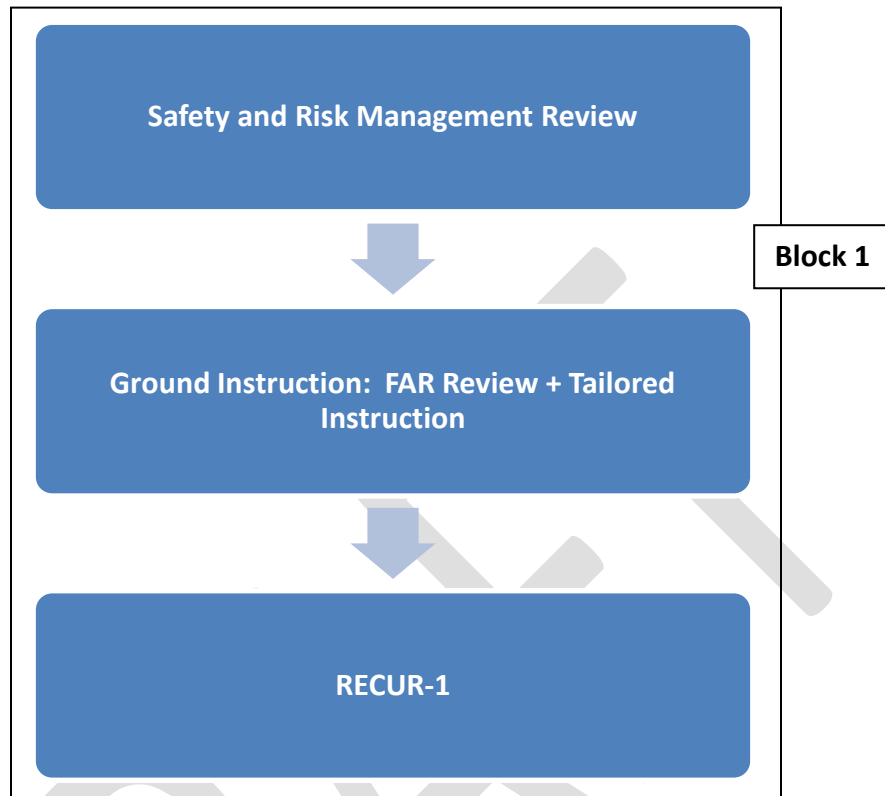 Safety and Risk Management Review
Block 1
Ground Instruction:  FAR Review + Tailored
Instruction
RECUR-1